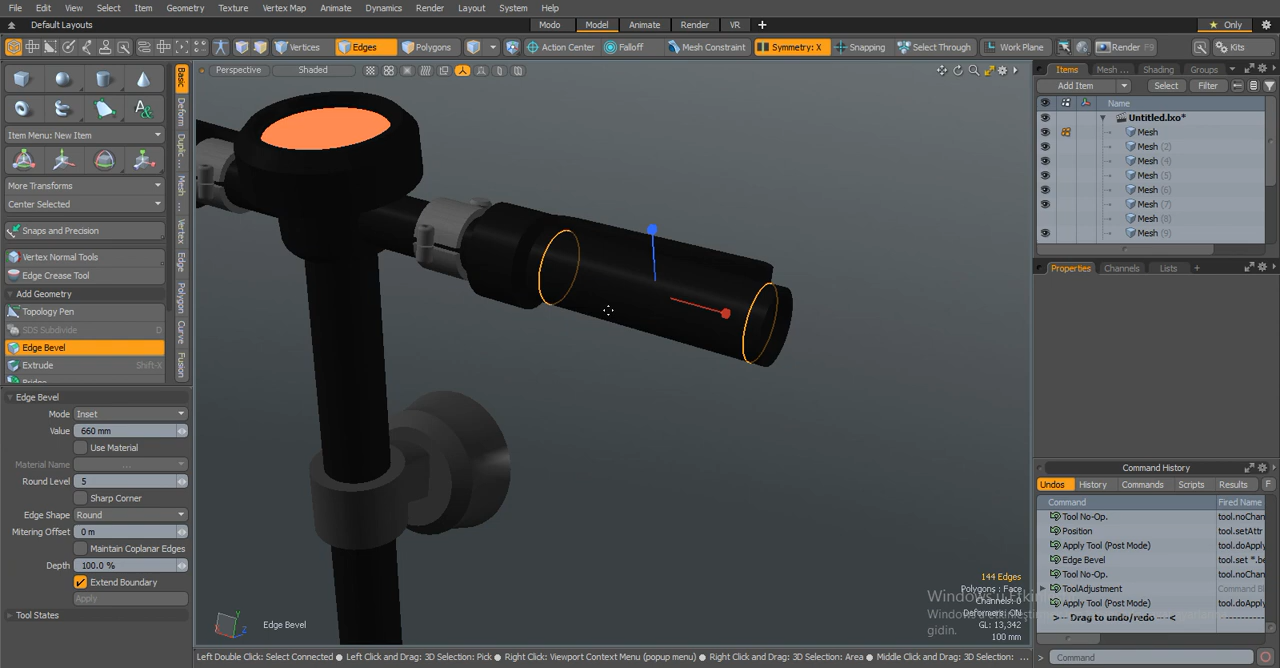 File Edit View Select Item Geometry Texture Vertex Map Animate Dynamics Render Layout System Help
Default Layouts Modo Model Animate Render VR + Only
Vertices Edges Polygons Action Center Falloff Mesh Constraint Symmetry: X Snapping Select Through Work Plane Render F9 Kits
Perspective Shaded
Basic
Deform
Duplic ...
Mesh ...
Vertex
Edge
Polygon
Curve
Fusion
Item Menu: New Item
More Transforms
Center Selected
Snaps and Precision
Vertex Normal Tools
Edge Crease Tool
Add Geometry
Topology Pen
SDS Subdivide D
Edge Bevel
Extrude Shift-X
Bridge
Edge Bevel
Mode Inset
Value 660 mm
Use Material
Material Name ...
Round Level 5
Sharp Corner
Edge Shape Round
Mitering Offset 0 m
Maintain Coplanar Edges
Depth 100.0 %
Extend Boundary
Apply
Tool States
Y
Z
Edge Bevel
144 Edges
Polygons : Face
Channels: 0
Deformers: ON
GL: 13,342
100 mm
gidin.
Left Double Click: Select Connected ● Left Click and Drag: 3D Selection: Pick ● Right Click: Viewport Context Menu (popup menu) ● Right Click and Drag: 3D Selection: Area ● Middle Click and Drag: 3D Selection: ...
Items Mesh ... Shading Groups
Add Item Select Filter
Name
Untitled.lxo*
Mesh
Mesh (2)
Mesh (4)
Mesh (5)
Mesh (6)
Mesh (7)
Mesh (8)
Mesh (9)
Properties Channels Lists +
Command History
Undos History Commands Scripts Results F
Command Fired Name
Tool No-Op. tool.noChan
Position tool.setAttr
Apply Tool (Post Mode) tool.doApply
Edge Bevel tool.set *.be
Tool No-Op. tool.noChan
ToolAdjustment Command Bl
Apply Tool (Post Mode) tool.doApply
>-- Drag to undo/redo ---<
> Command